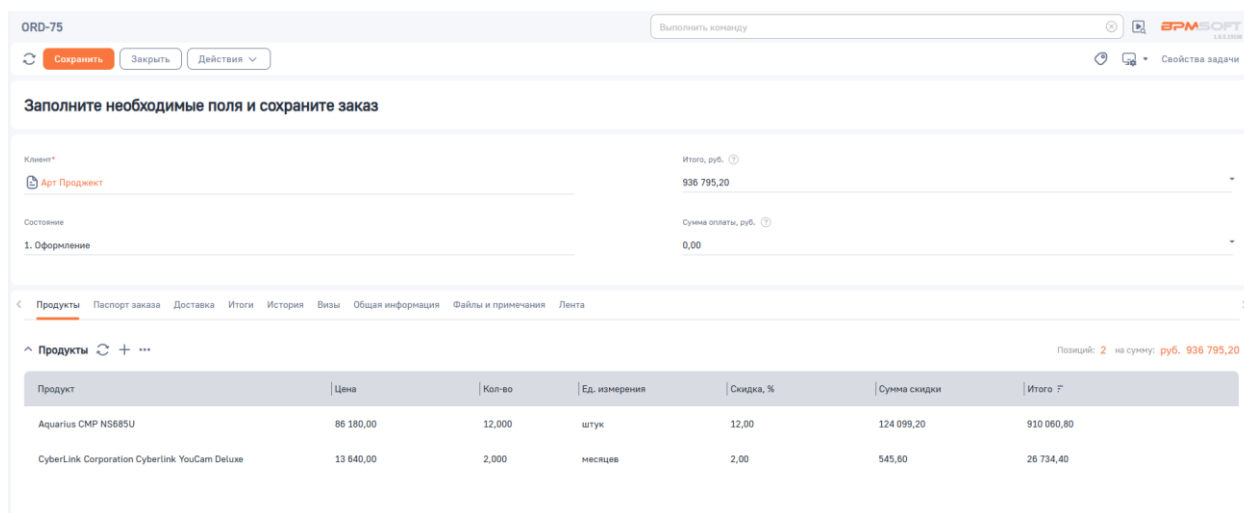 ORD-75
Выполнить команду
BPMSOFT
Сохранить Закрыть Действия
Свойства задачи
Заполните необходимые поля и сохраните заказ
Клиент* Итого, руб.
Арт Проджект 936 795,20
Состояние Сумма оплаты, руб.
1. Оформление 0,00
Продукты Паспорт заказа Доставка Итоги История Визы Общая информация Файлы и примечания Лента
Продукты Позиций: 2 на сумму: руб. 936 795,20
Продукт Цена Кол-во Ед. измерения Скидка, % Сумма скидки Итого
Aquarius CMP NS685U 86 180,00 12,000 штук 12,00 124 099,20 910 060,80
CyberLink Corporation Cyberlink YouCam Deluxe 13 640,00 2,000 месяцев 2,00 545,60 26 734,40